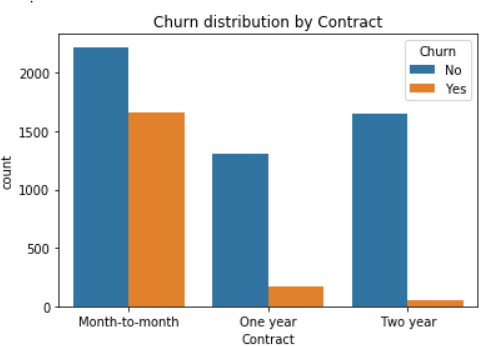 Churn distribution by Contract
Churn
No
Yes
2000
1500
1000
500
0
count
Month-to-month
One year
Two year
Contract